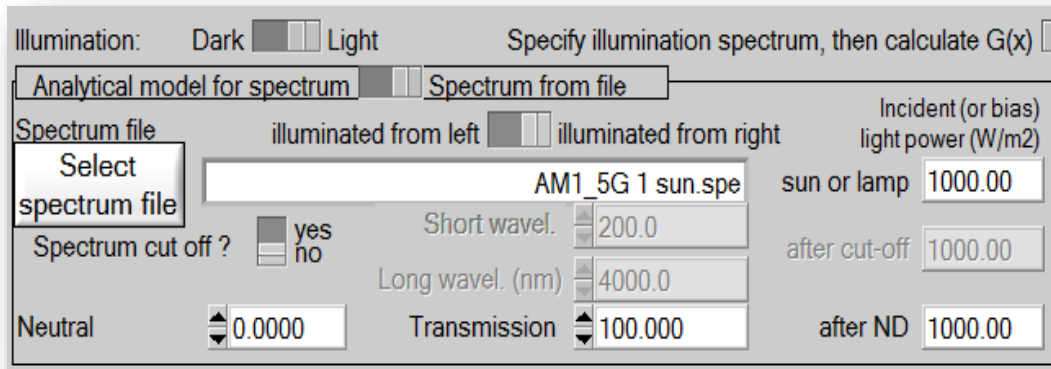 Illumination: Dark Light Specify illumination spectrum, then calculate G(x)
Analytical model for spectrum Spectrum from file
Incident (or bias)
light power (W/m2)
Spectrum file illuminated from left illuminated from right
Select
spectrum file
AM1_5G 1 sun.spe sun or lamp 1000.00
Spectrum cut off ? yes
no
Short wavel. 200.0
after cut-off 1000.00
Long wavel. (nm) 4000.0
Neutral 0.0000 Transmission 100.000 after ND 1000.00